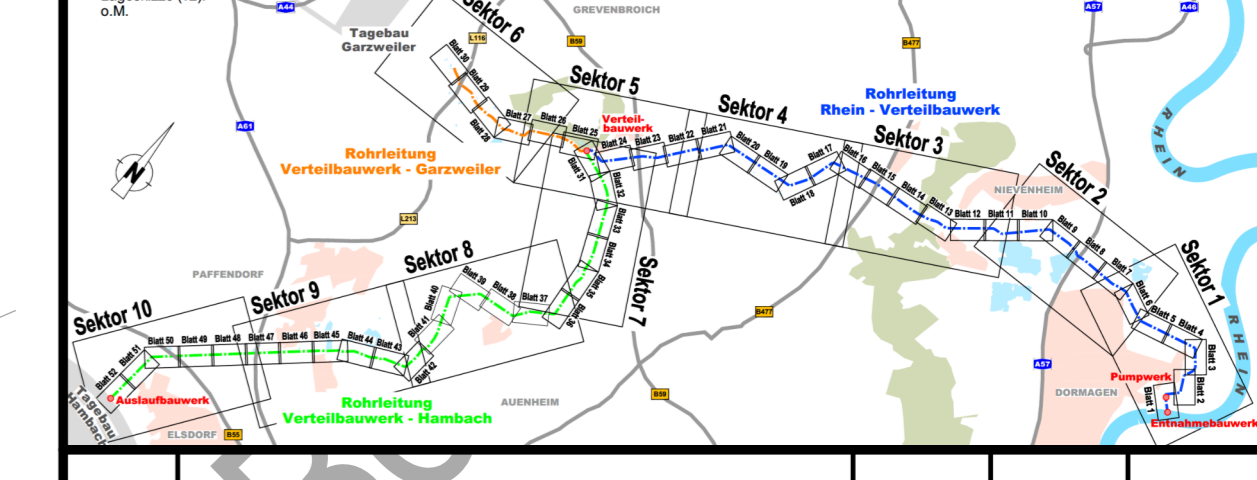 o.M.
A44
Sektor 6
GREVENBROICH
A57
A46
Tagebau
Garzweiler
L116
B59
B477
Blatt 30
Blatt 29
Blatt 28
Blatt 27
Blatt 26
Blatt 25
Sektor 5
Sektor 4
Rohrleitung
Rhein - Verteilbauwerk
Sektor 3
RHEIN
A61
Verteil-
bauwerk
Blatt 24
Blatt 23
Blatt 22
Blatt 21
Blatt 20
Blatt 19
Blatt 18
Blatt 17
Blatt 16
Blatt 15
Blatt 14
Blatt 13
Blatt 12
Blatt 11
Blatt 10
Blatt 9
Blatt 8
Blatt 7
Blatt 6
Blatt 5
Blatt 4
Blatt 3
Blatt 2
Blatt 1
Rohrleitung
Verteilbauwerk - Garzweiler
N
NIEVENHEIM
Sektor 2
Sektor 1
L213
Blatt 31
Blatt 32
Blatt 33
Blatt 34
Blatt 35
Blatt 36
Sektor 7
PAFFENDORF
Sektor 8
Blatt 37
Blatt 38
Blatt 39
Blatt 40
Blatt 41
Blatt 42
Sektor 9
Blatt 43
Blatt 44
Blatt 45
Blatt 46
Blatt 47
Blatt 48
Sektor 10
Blatt 49
Blatt 50
Blatt 51
Blatt 52
B477
RHEIN
A57
Pumpwerk
DORMAGEN
Entnahmebauwerk
Auslaufbauwerk
Tagebau
Hambach
Rohrleitung
Verteilbauwerk - Hambach
AUENHEIM
B59
ELSDORF
B55